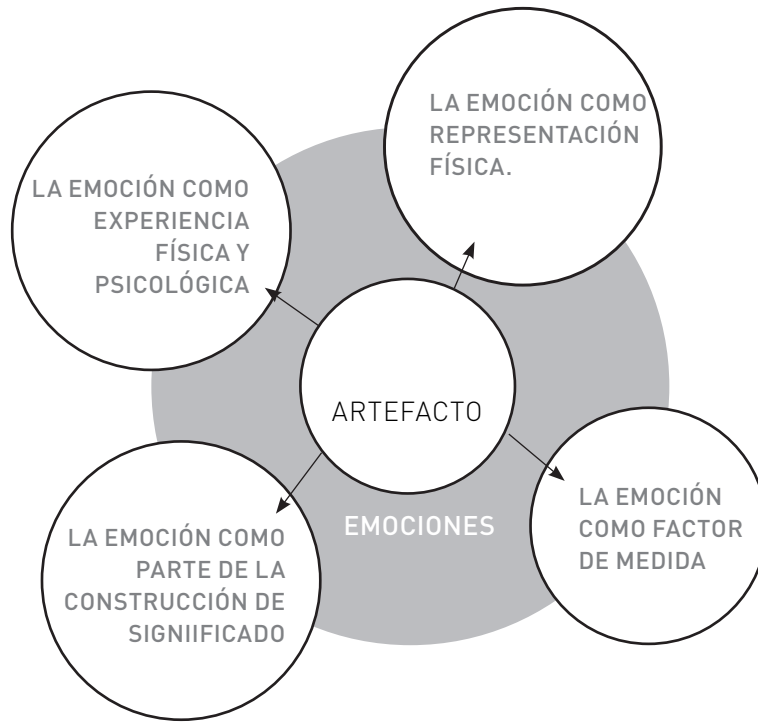 LA EMOCIÓN COMO
REPRESENTACIÓN
FÍSICA.
LA EMOCIÓN COMO
EXPERIENCIA
FÍSICA Y
PSICOLÓGICA
ARTEFACTO
EMOCIONES
LA EMOCIÓN
COMO FACTOR
DE MEDIDA
LA EMOCIÓN COMO
PARTE DE LA
CONSTRUCCIÓN DE
SIGNIIFICADO